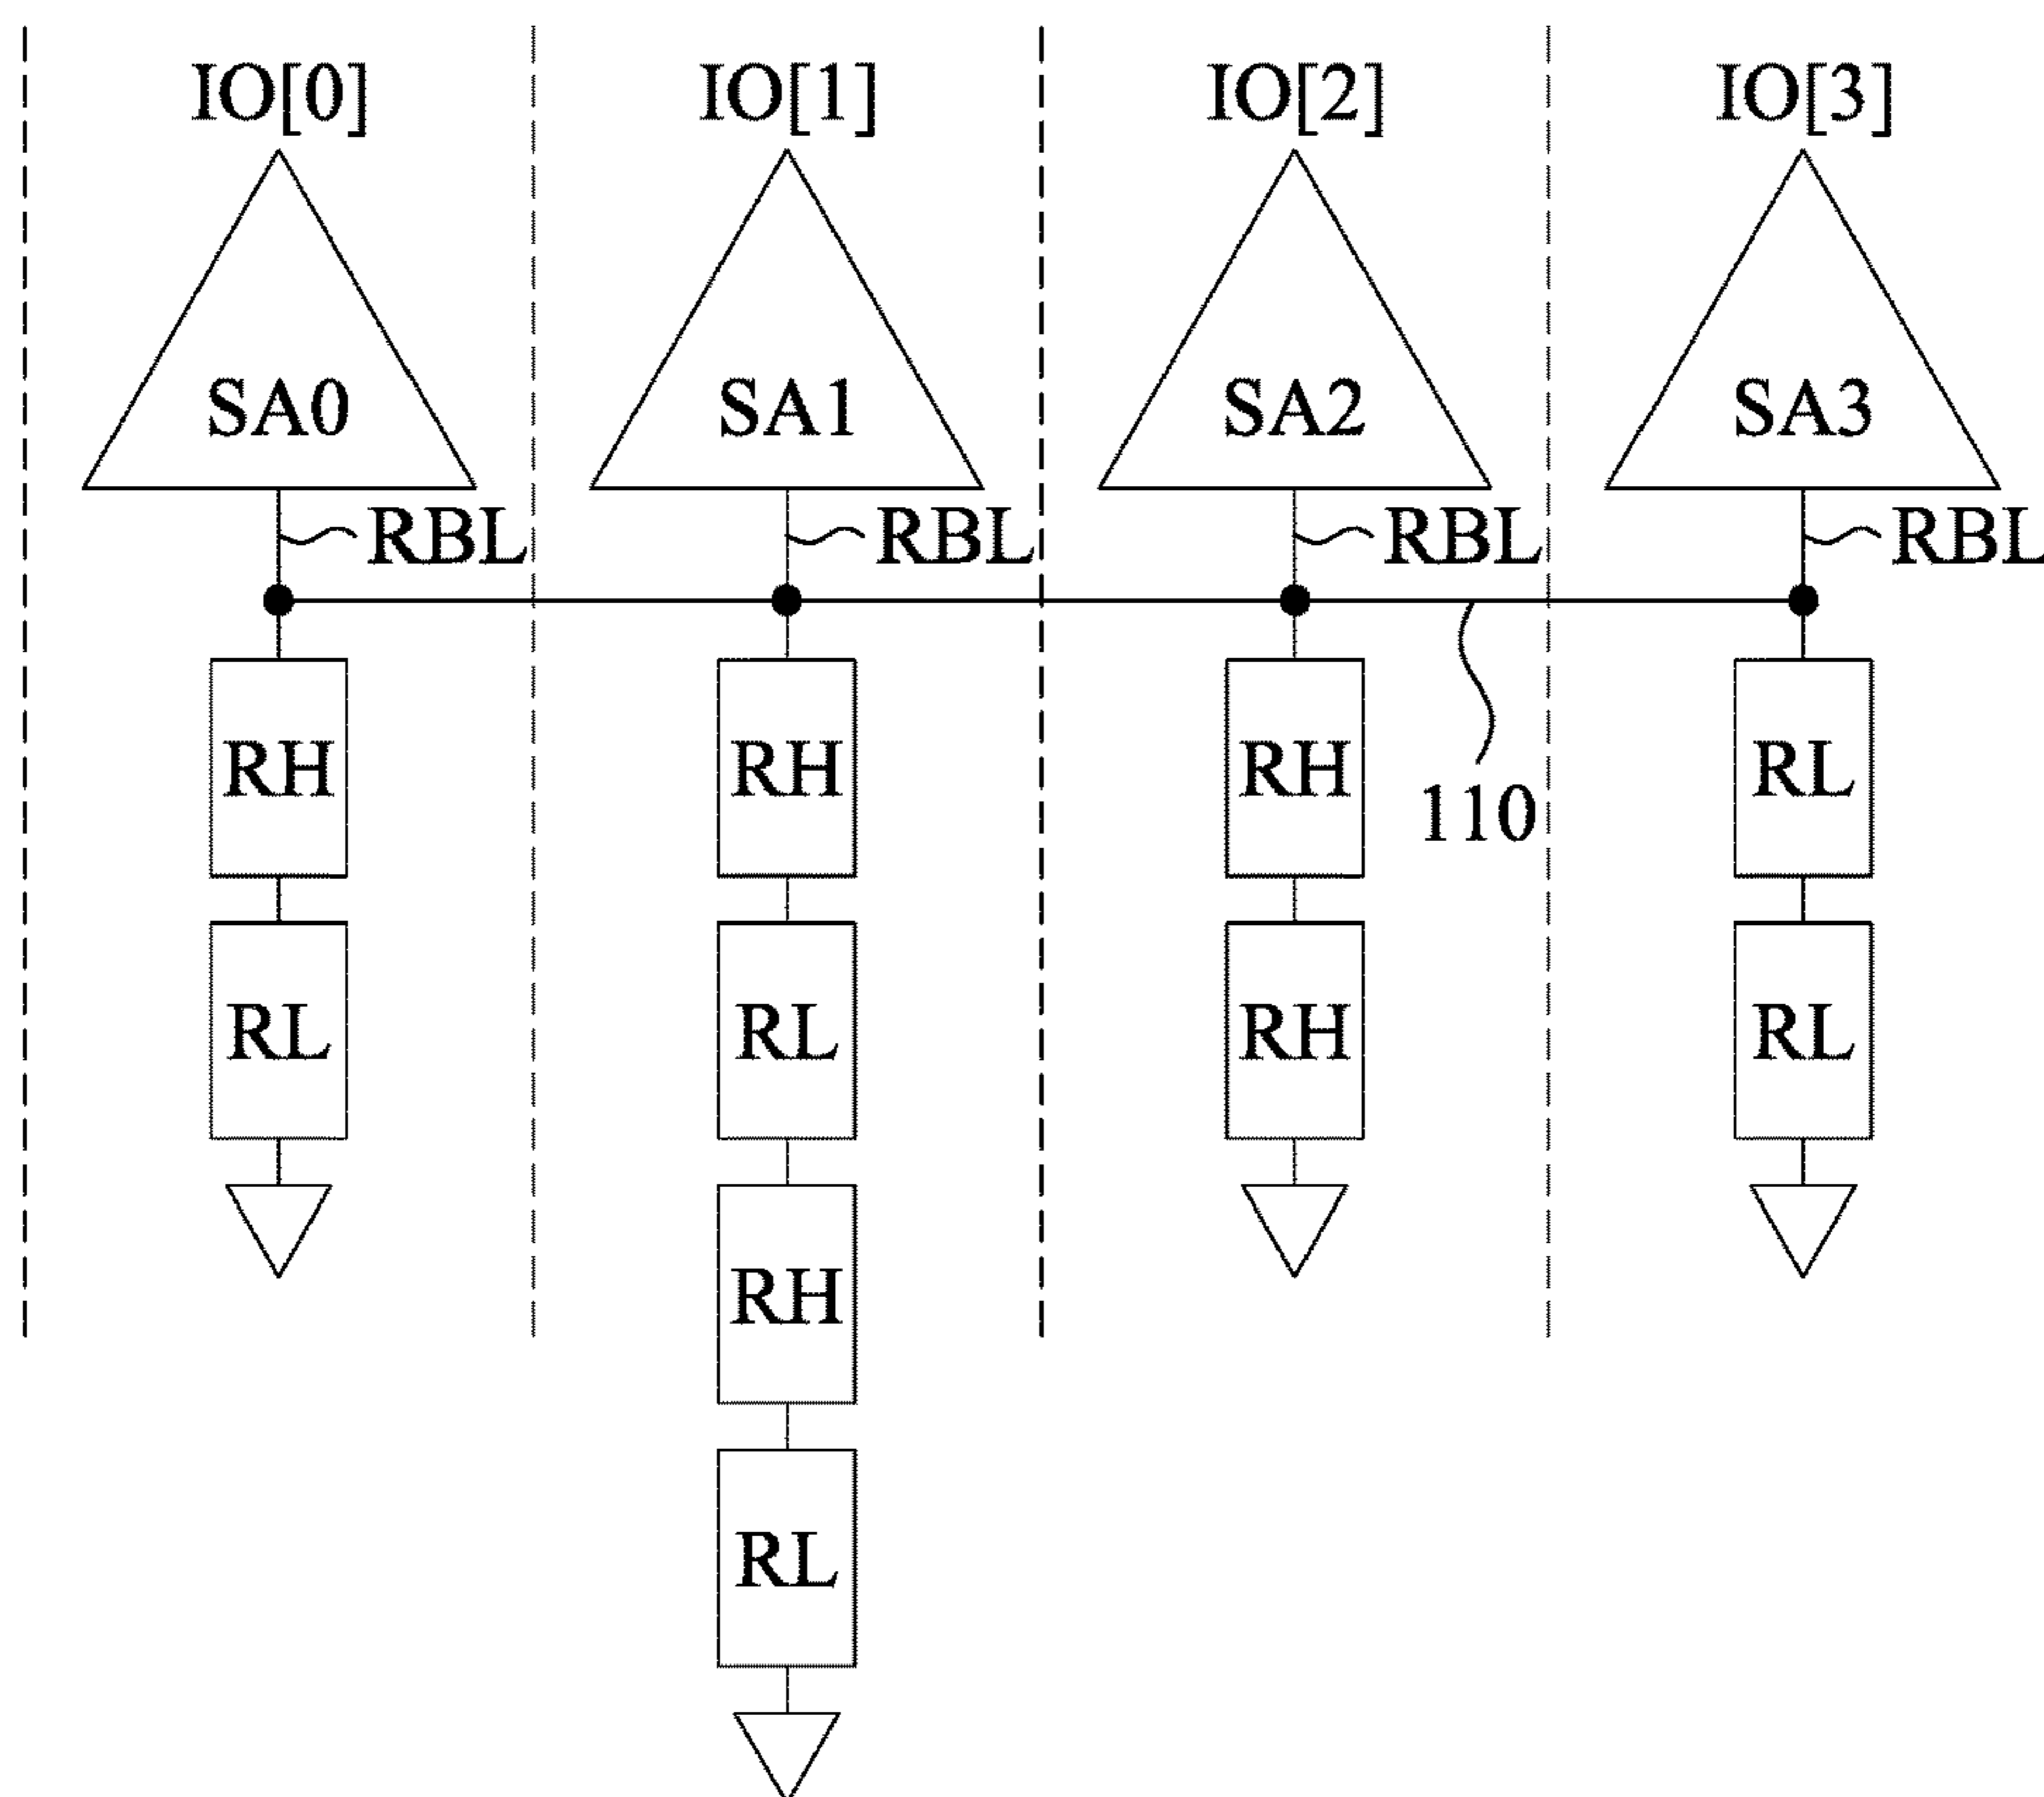 IO[0] IO[1] IO[2] IO[3]
SA0 SA1 SA2 SA3
RBL RBL RBL RBL
RH RH RH RL
110
RL RL RH RL
RH
RL